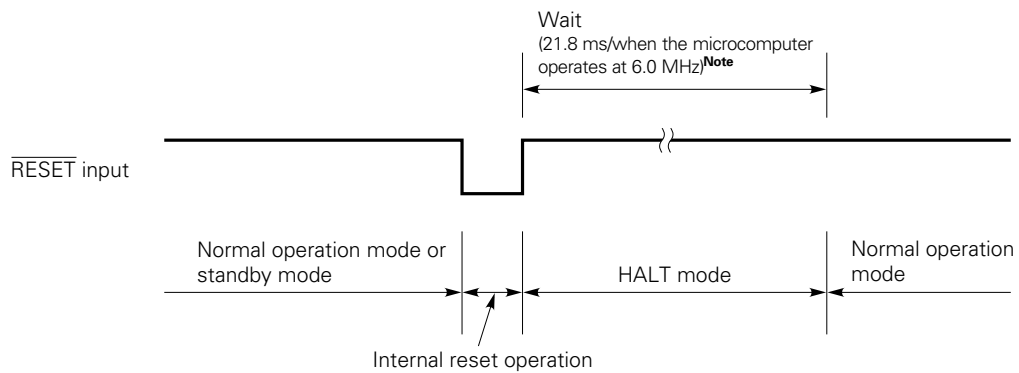 Wait
(21.8 ms/when the microcomputer
operates at 6.0 MHz)Note
RESET input
Normal operation mode or
standby mode
HALT mode
Normal operation
mode
Internal reset operation